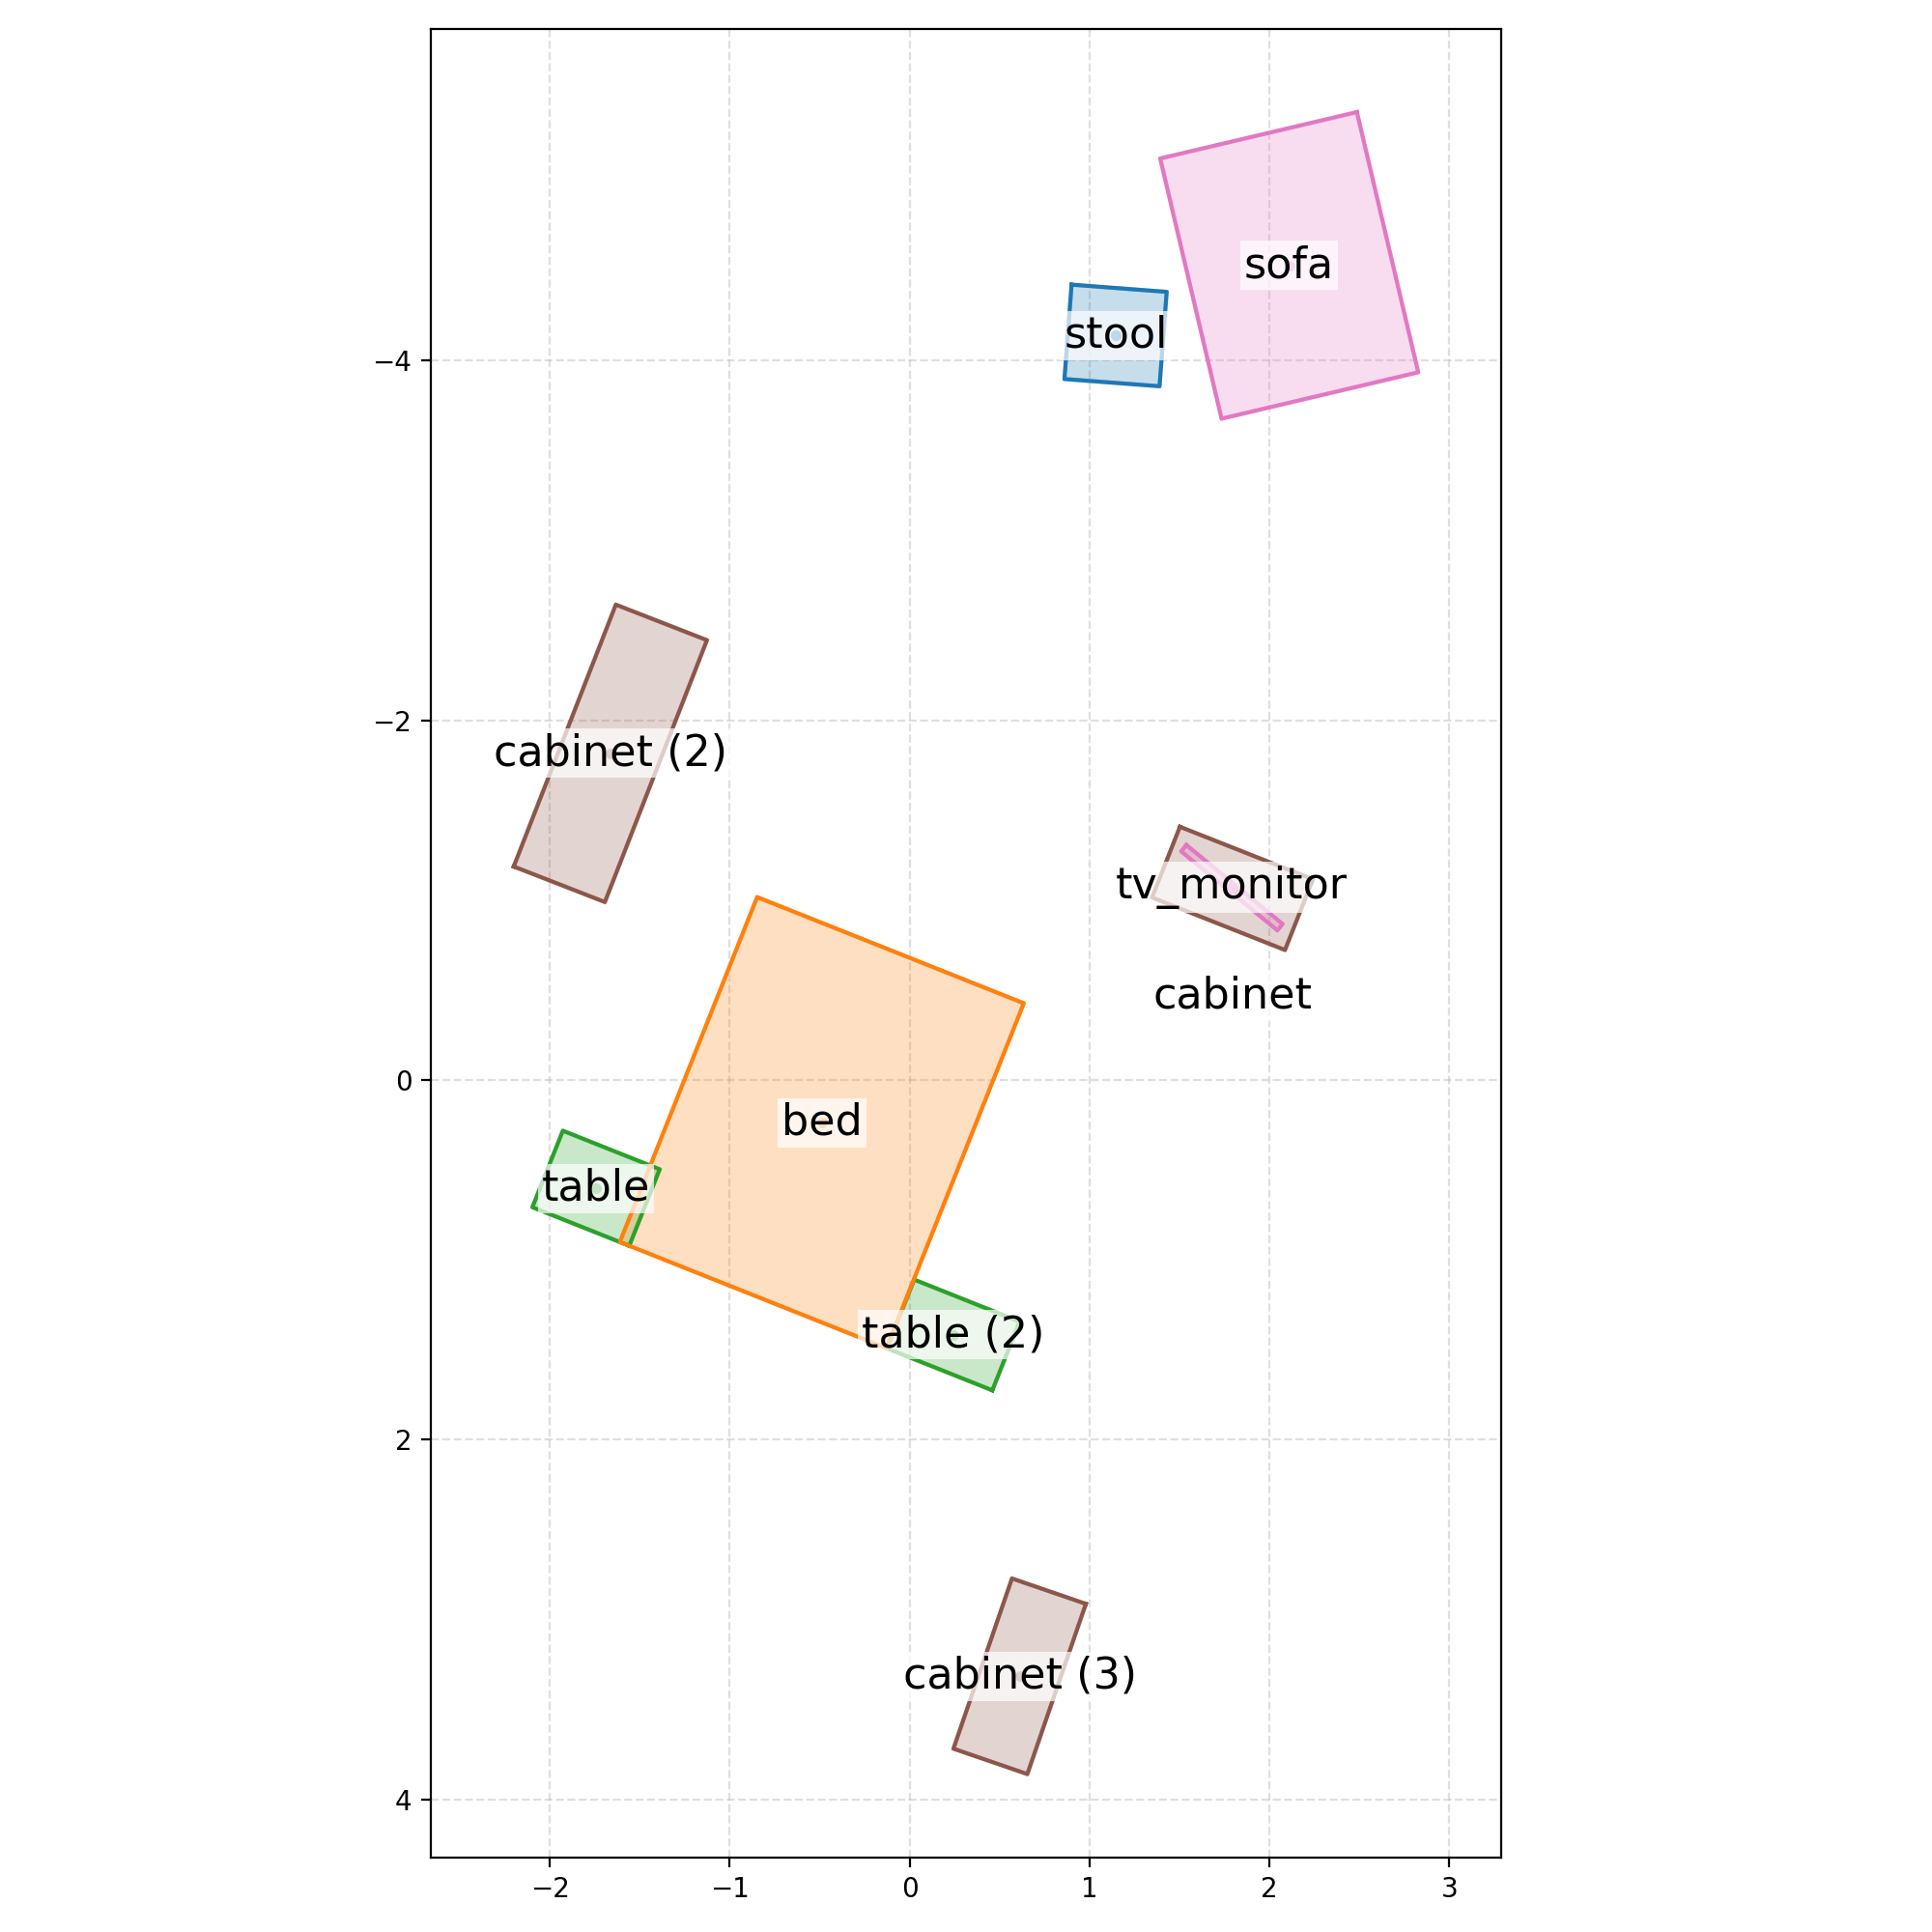 sofa
stool
−4
−2
cabinet (2)
tv_monitor
cabinet
0
bed
table
table (2)
2
cabinet (3)
4
−2
−1
0
1
2
3